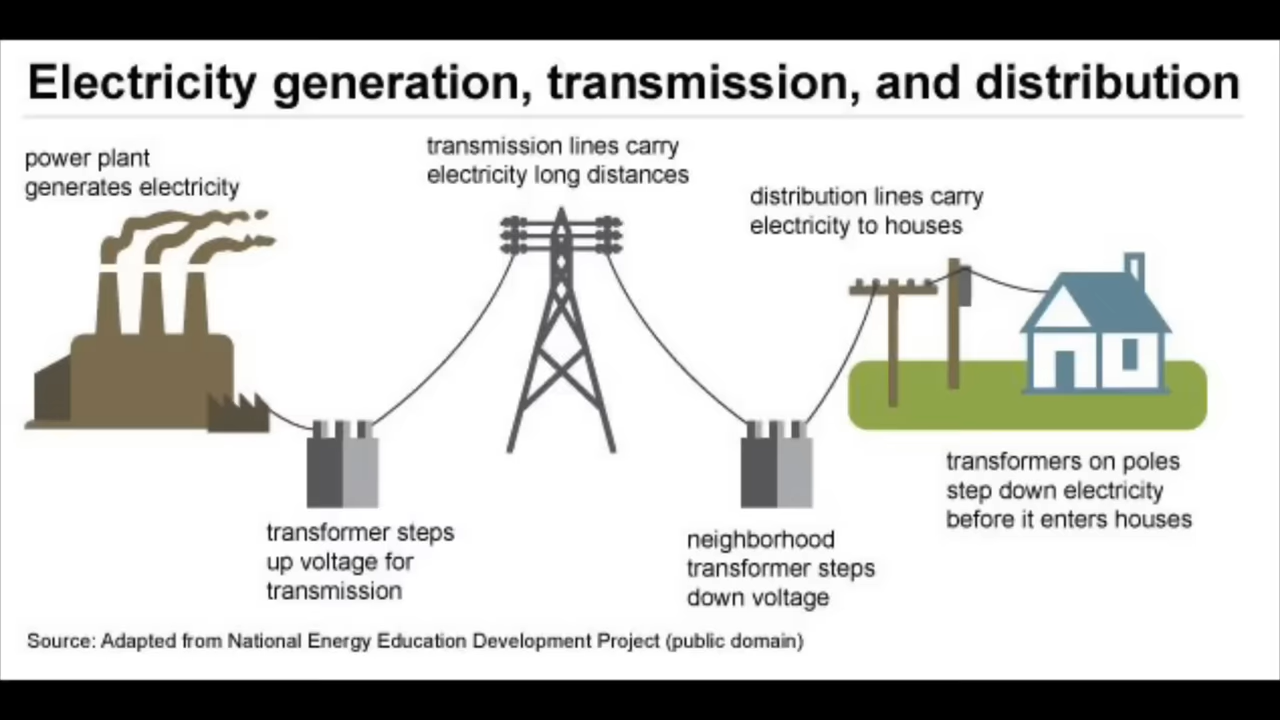 Electricity generation, transmission, and distribution
power plant
generates electricity
transmission lines carry
electricity long distances
distribution lines carry
electricity to houses
transformer steps
up voltage for
transmission
neighborhood
transformer steps
down voltage
transformers on poles
step down electricity
before it enters houses
Source: Adapted from National Energy Education Development Project (public domain)